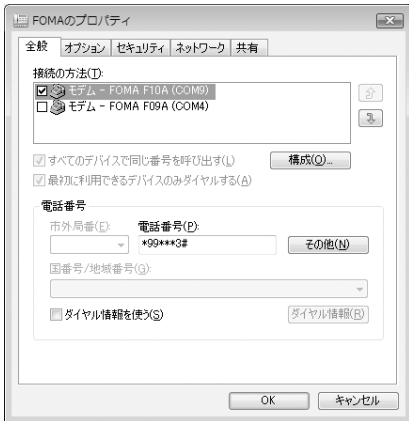 FOMAのプロパティ
全般 オプション セキュリティ ネットワーク 共有
接続の方法(T):
モデム - FOMA F10A (COM9)
モデム - FOMA F09A (COM4)
すべてのデバイスで同じ番号を呼び出す(L) 構成(O)...
最初に利用できるデバイスのみダイヤルする(A)
電話番号
市外局番(E): 電話番号(P):
*99***3# その他(N)
国番号/地域番号(G):
ダイヤル情報を使う(S) ダイヤル情報(R)
OK キャンセル